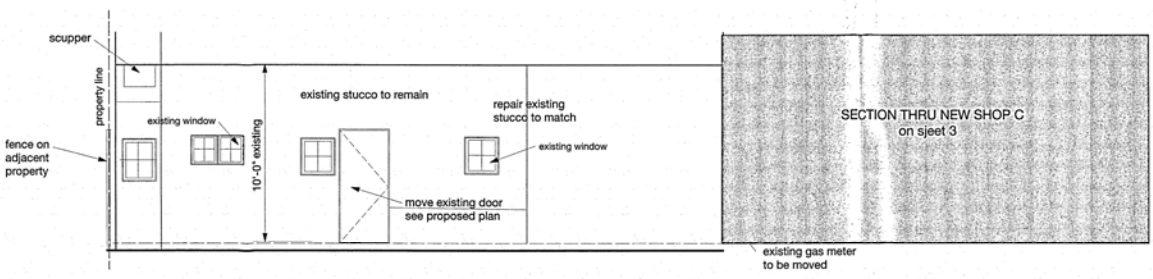 scupper
property line
fence on
adjacent
property
existing window
10'-0" existing
existing stucco to remain
repair existing
stucco to match
existing window
move existing door
see proposed plan
SECTION THRU NEW SHOP C
on sjeet 3
existing gas meter
to be moved